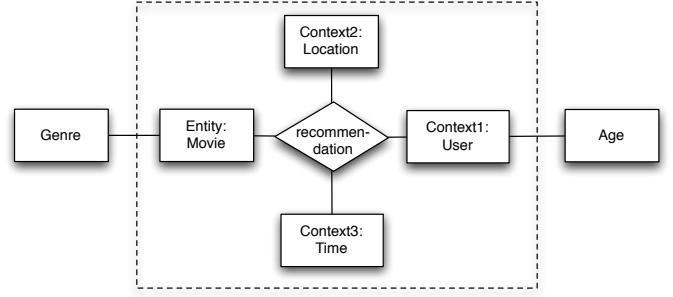 Context2:
Location
Genre
Entity:
Movie
recommen-
dation
Context1:
User
Age
Context3:
Time